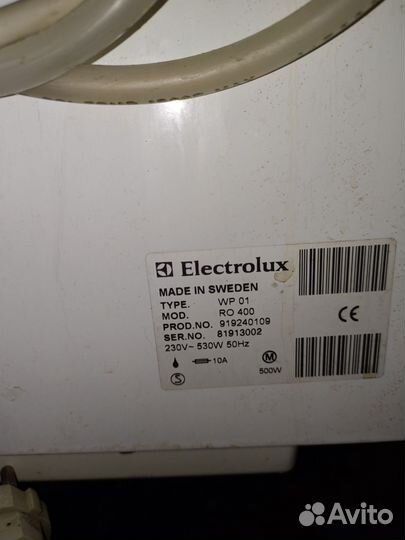 Electrolux
MADE IN SWEDEN
TYPE. WP 01
MOD. RO 400
PROD.NO. 919240109
SER.NO. 81913002
230V~ 530W 50Hz
10A
M
500W
S
CE
Avito